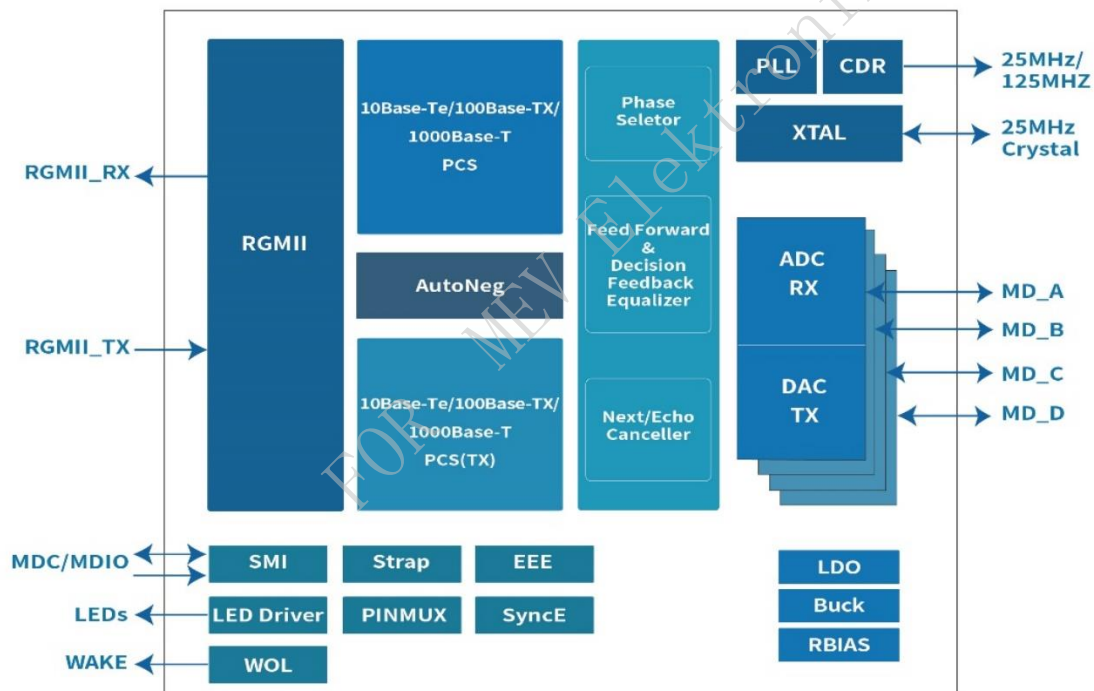 RGMII_RX
RGMII_TX
MDC/MDIO
LEDs
WAKE
RGMII
10Base-Te/100Base-TX/
1000Base-T
PCS
AutoNeg
10Base-Te/100Base-TX/
1000Base-T
PCS(TX)
Phase
Seletor
Feed Forward
&
Decision
Feedback
Equalizer
Next/Echo
Canceller
PLL
CDR
XTAL
25MHz/
125MHZ
25MHz
Crystal
ADC
RX
DAC
TX
MD_A
MD_B
MD_C
MD_D
SMI
Strap
EEE
LED Driver
PINMUX
SyncE
WOL
LDO
Buck
RBIAS
FOR MEV Elektroni